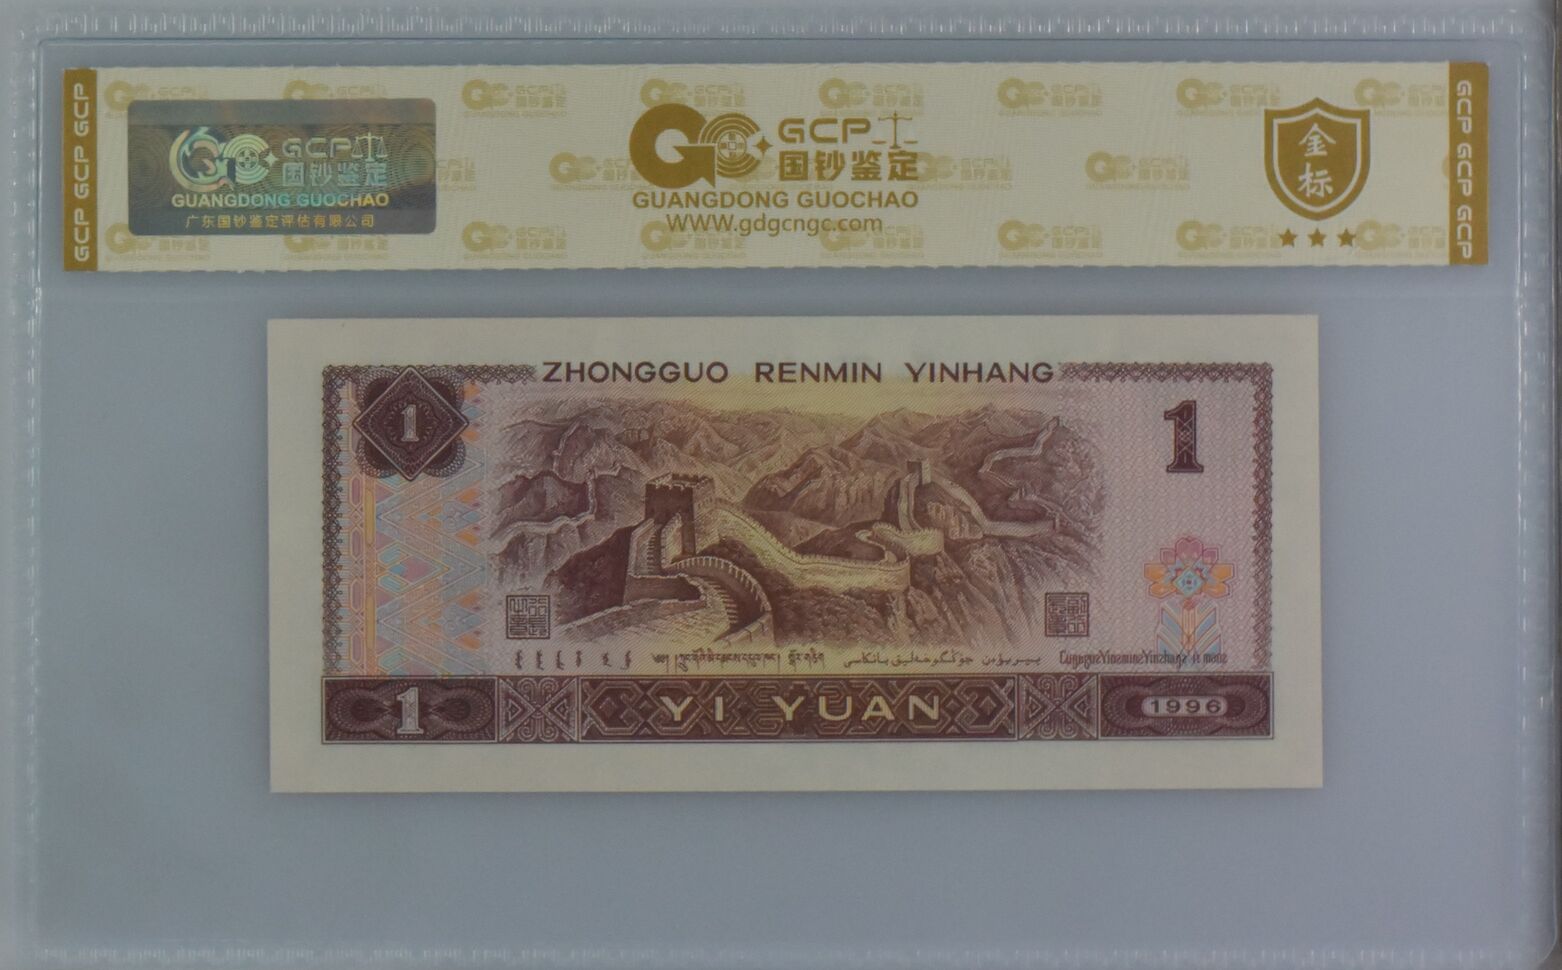 GCP GCP GCP
GCP
国钞鉴定
GUANGDONG GUOCHAO
广东国钞鉴定评估有限公司
GCP
国钞鉴定
GUANGDONG GUOCHAO
WWW.gdgcngc.com
金标
GCP GCP GCP
ZHONGGUO RENMIN YINHANG
1
1
1
YI YUAN
1996